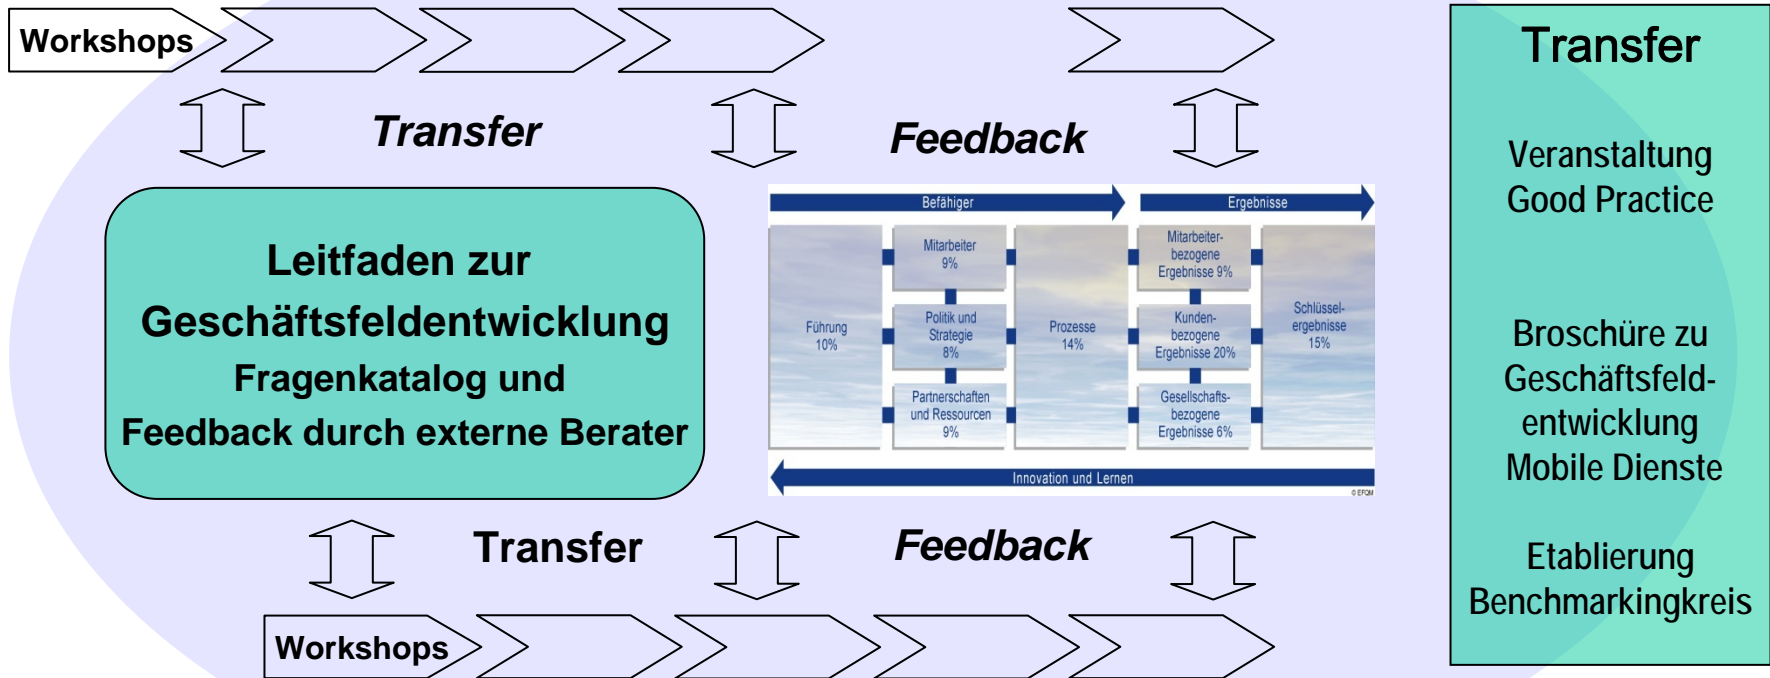 Workshops
Transfer
Feedback
Leitfaden zur
Geschäftsfeldentwicklung
Fragenkatalog und
Feedback durch externe Berater
Befähiger
Ergebnisse
Führung
10%
Mitarbeiter
9%
Politik und
Strategie
8%
Partnerschaften
und Ressourcen
9%
Prozesse
14%
Mitarbeiter-
bezogene
Ergebnisse 9%
Kunden-
bezogene
Ergebnisse 20%
Gesellschafts-
bezogene
Ergebnisse 6%
Schlüssel-
ergebnisse
15%
Innovation und Lernen
© EFQM
Transfer
Feedback
Workshops
Transfer
Veranstaltung
Good Practice
Broschüre zu
Geschäftsfeld-
entwicklung
Mobile Dienste
Etablierung
Benchmarkingkreis